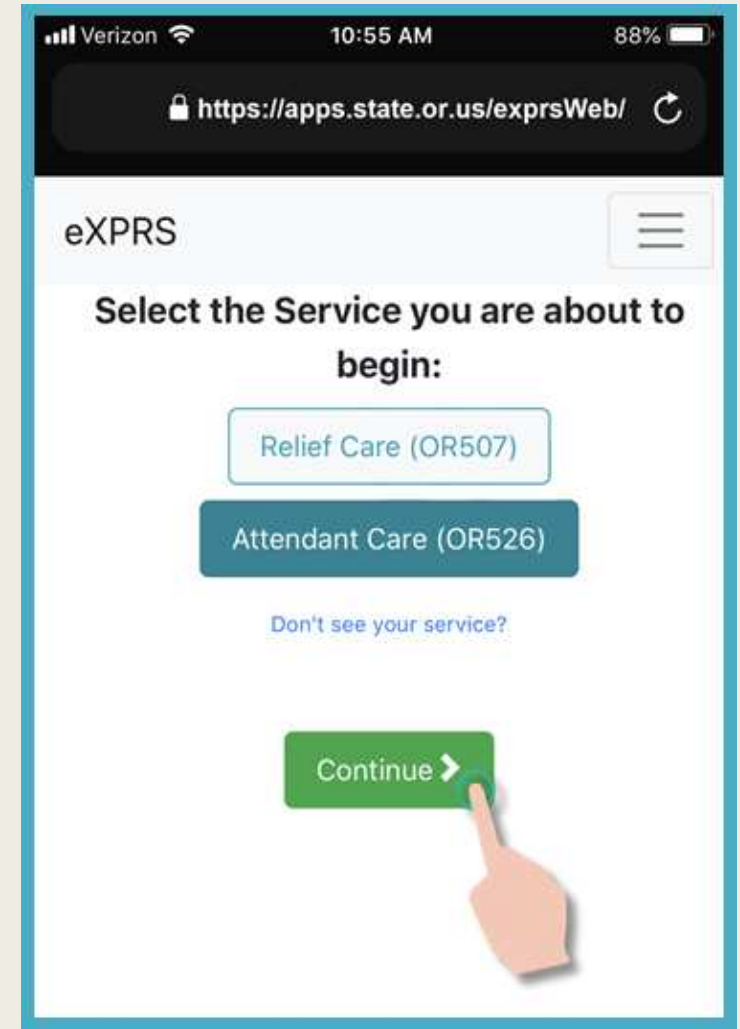 Verizon 10:55 AM 88%
https://apps.state.or.us/exprsWeb/
eXPRS
Select the Service you are about to
begin:
Relief Care (OR507)
Attendant Care (OR526)
Don't see your service?
Continue